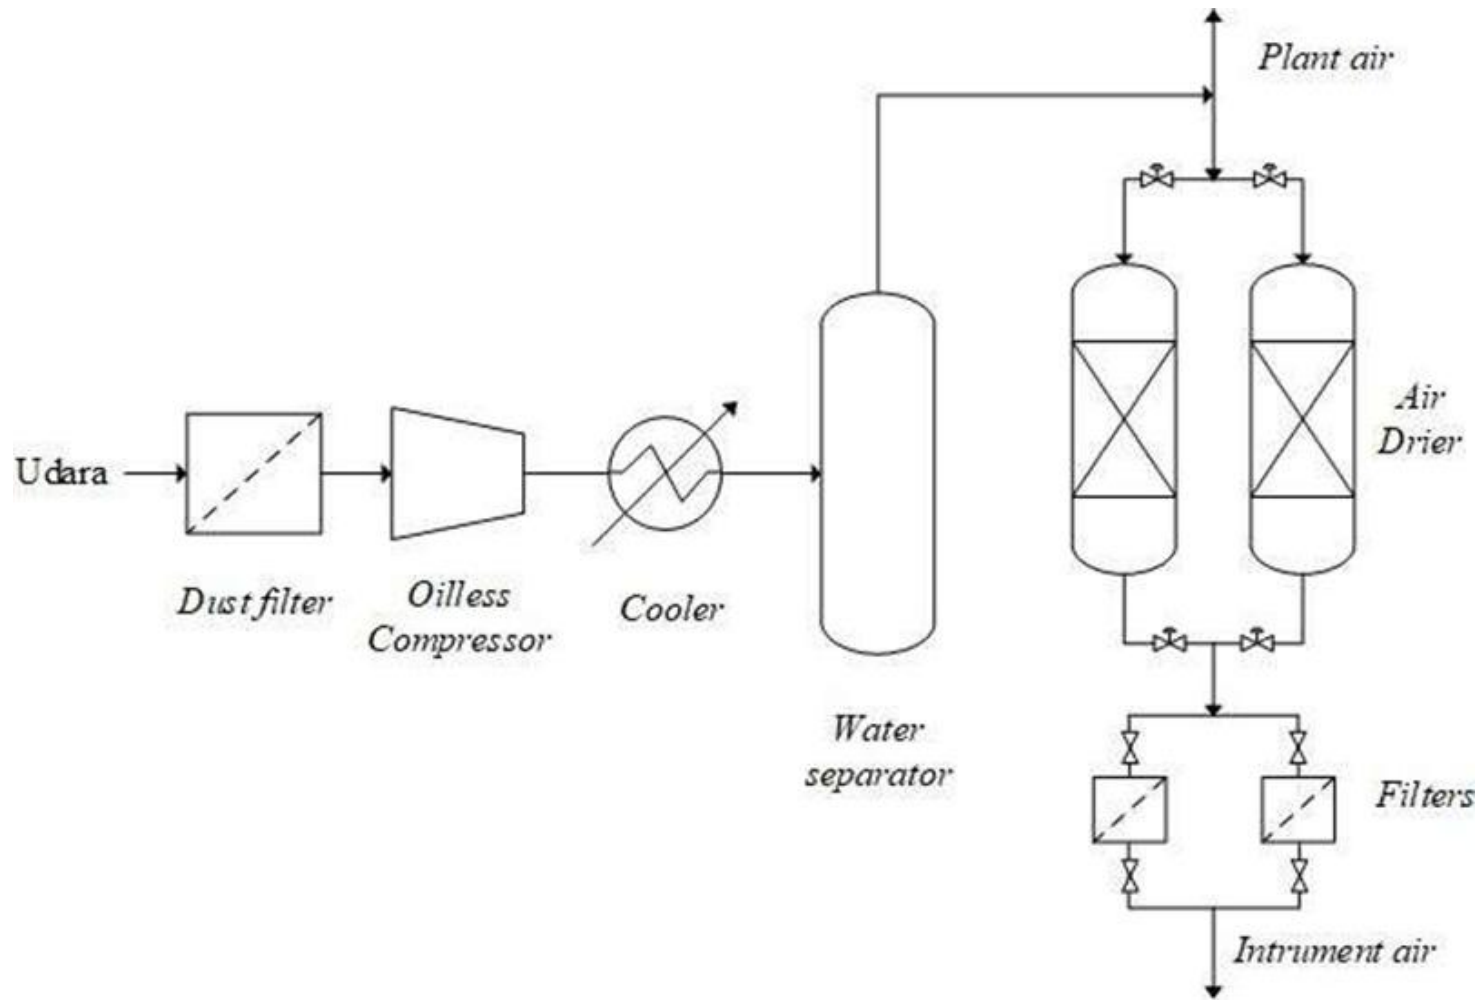 Plant air
Air
Drier
Udara
Dust filter
Oilless
Compressor
Cooler
Water
separator
Filters
Intrument air